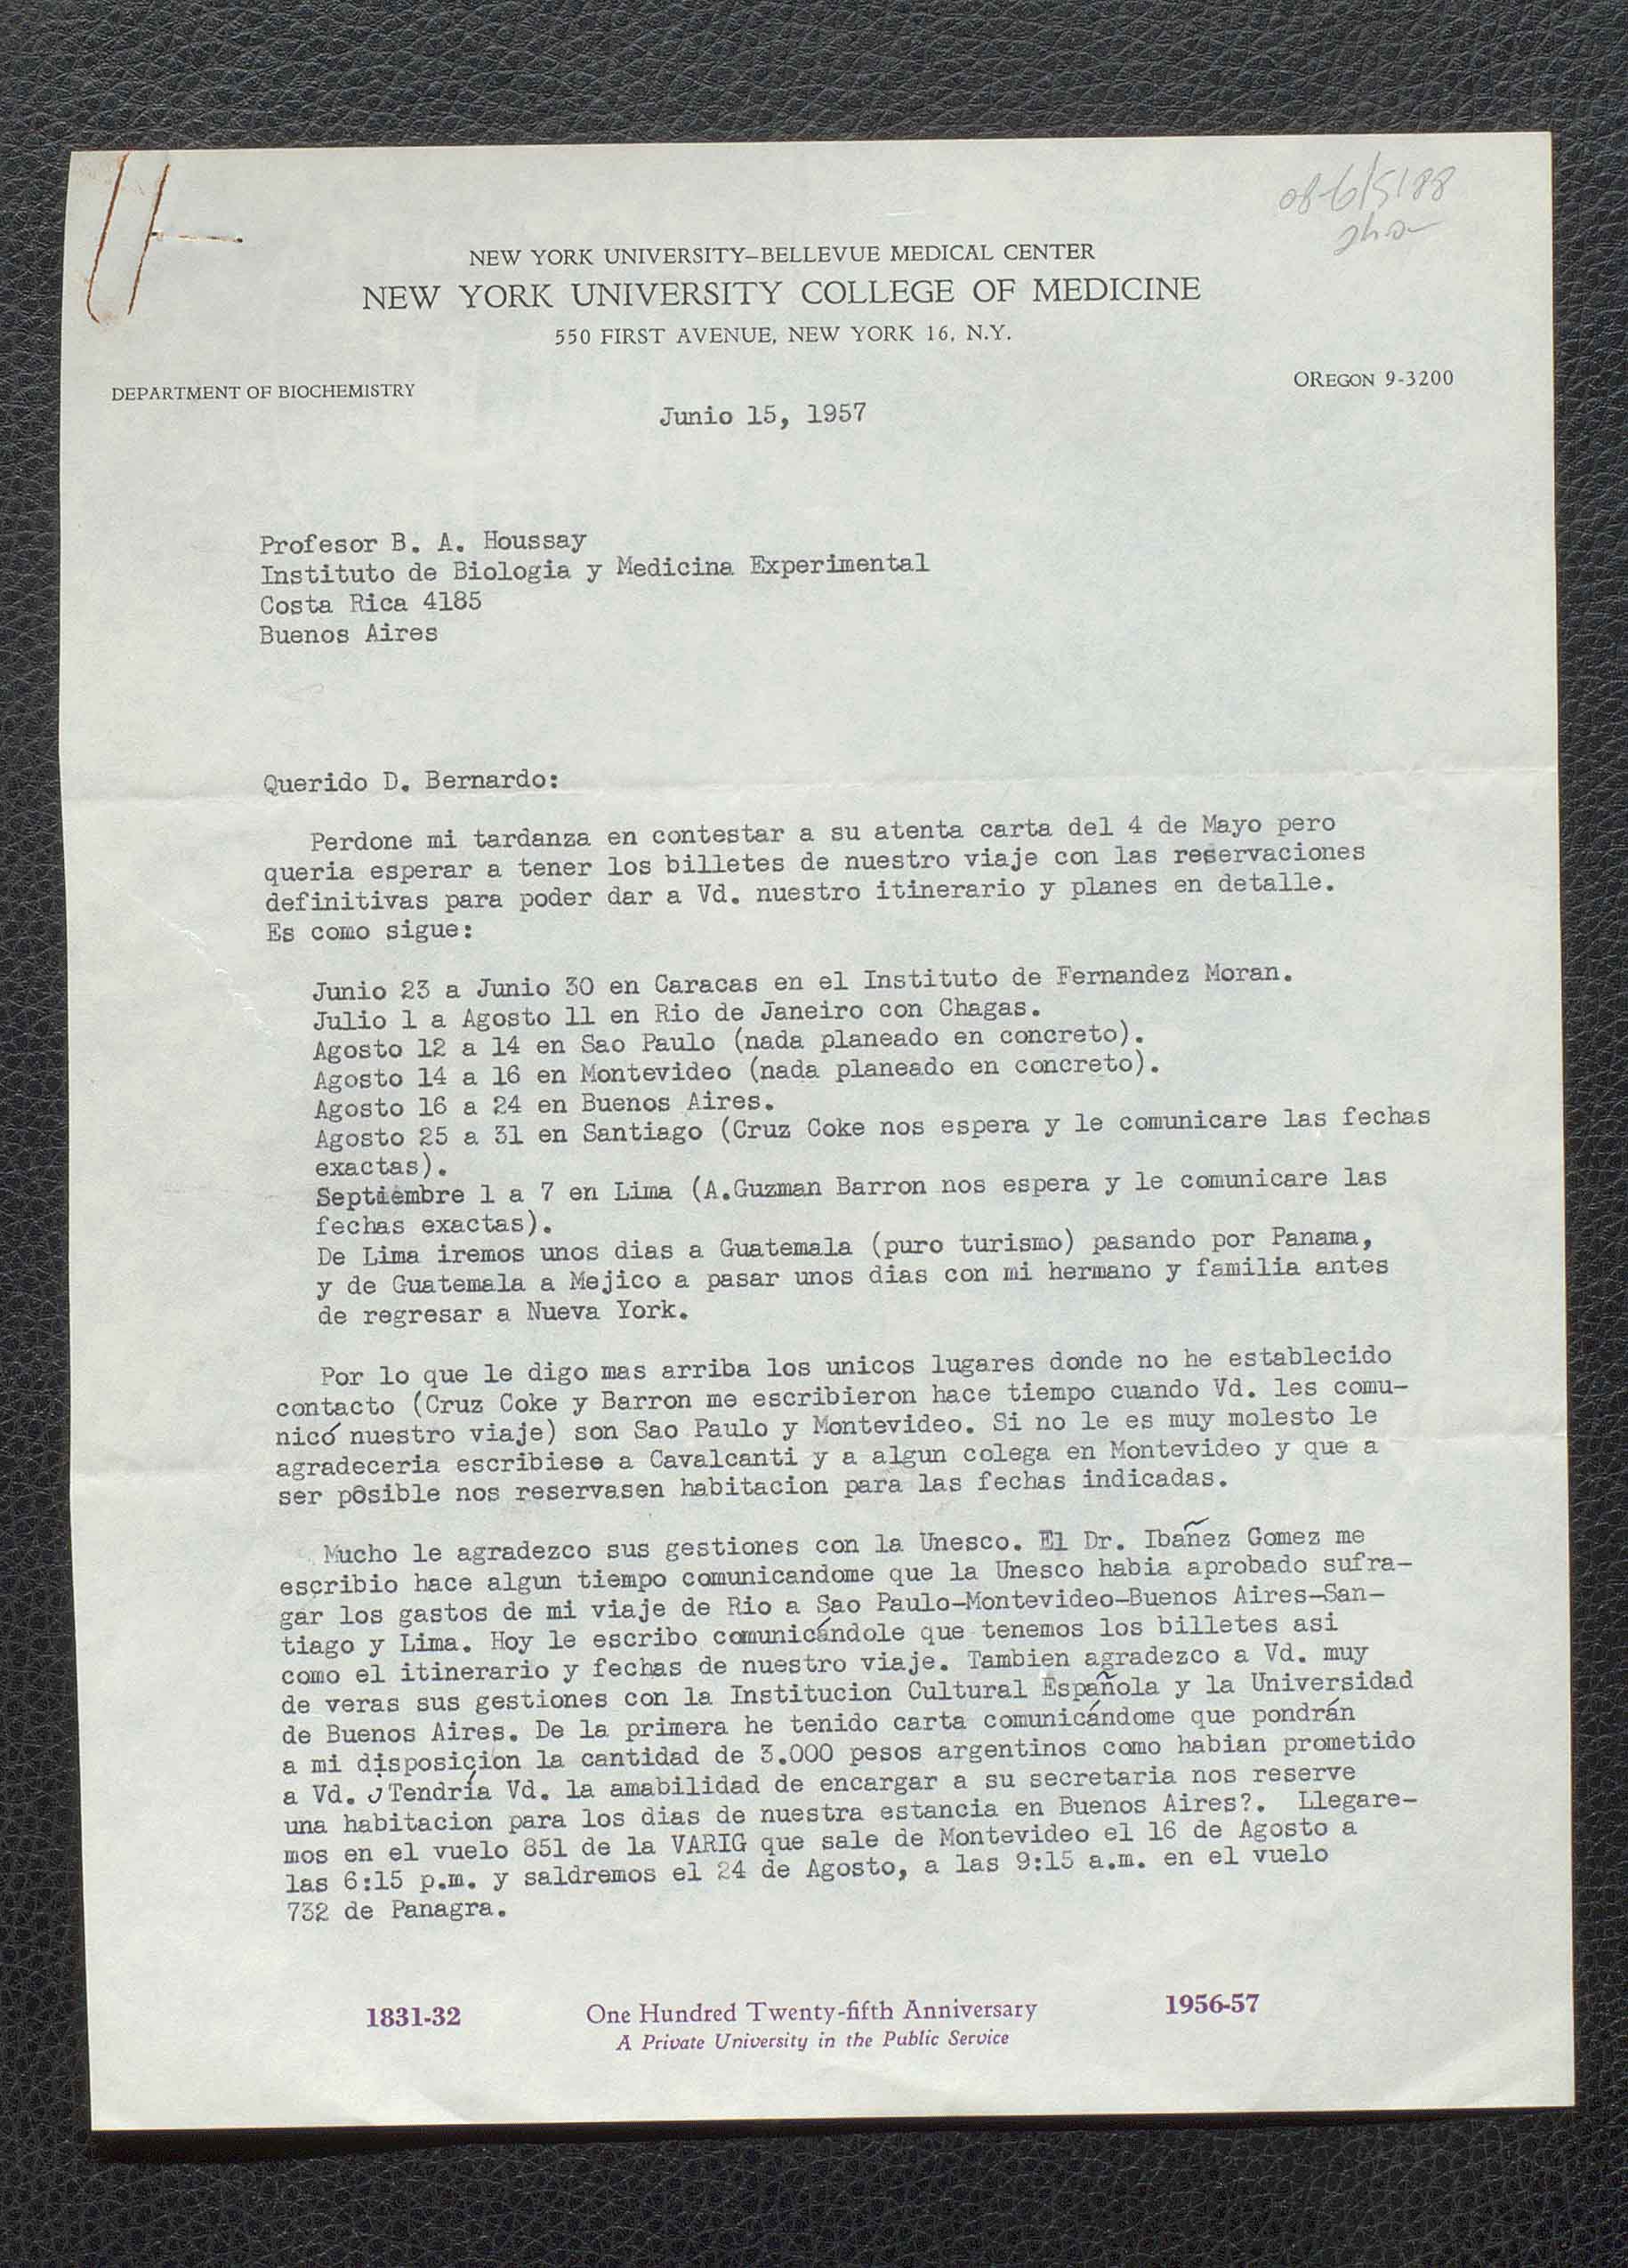 08-6/5188
NEW YORK UNIVERSITY–BELLEVUE MEDICAL CENTER
NEW YORK UNIVERSITY COLLEGE OF MEDICINE
550 FIRST AVENUE, NEW YORK 16, N.Y.
DEPARTMENT OF BIOCHEMISTRY
OREGON 9-3200
Junio 15, 1957
Profesor B. A. Houssay
Instituto de Biologia y Medicina Experimental
Costa Rica 4185
Buenos Aires
Querido D. Bernardo:
Perdone mi tardanza en contestar a su atenta carta del 4 de Mayo pero
queria esperar a tener los billetes de nuestro viaje con las reservaciones
definitivas para poder dar a Vd. nuestro itinerario y planes en detalle.
Es como sigue:
Junio 23 a Junio 30 en Caracas en el Instituto de Fernandez Moran.
Julio 1 a Agosto 11 en Rio de Janeiro con Chagas.
Agosto 12 a 14 en Sao Paulo (nada planeado en concreto).
Agosto 14 a 16 en Montevideo (nada planeado en concreto).
Agosto 16 a 24 en Buenos Aires.
Agosto 25 a 31 en Santiago (Cruz Coke nos espera y le comunicare las fechas
exactas).
Septiembre 1 a 7 en Lima (A.Guzman Barron nos espera y le comunicare las
fechas exactas).
De Lima iremos unos dias a Guatemala (puro turismo) pasando por Panama,
y de Guatemala a Mejico a pasar unos dias con mi hermano y familia antes
de regresar a Nueva York.
Por lo que le digo mas arriba los unicos lugares donde no he establecido
contacto (Cruz Coke y Barron me escribieron hace tiempo cuando Vd. les comu-
nicó nuestro viaje) son Sao Paulo y Montevideo. Si no le es muy molesto le
agradeceria escribiese a Cavalcanti y a algun colega en Montevideo y que a
ser posible nos reservasen habitacion para las fechas indicadas.
Mucho le agradezco sus gestiones con la Unesco. El Dr. Ibañez Gomez me
escribio hace algun tiempo comunicandome que la Unesco habia aprobado sufra-
gar los gastos de mi viaje de Rio a Sao Paulo-Montevideo-Buenos Aires-San-
tiago y Lima. Hoy le escribo comunicándole que tenemos los billetes asi
como el itinerario y fechas de nuestro viaje. Tambien agradezco a Vd. muy
de veras sus gestiones con la Institucion Cultural Española y la Universidad
de Buenos Aires. De la primera he tenido carta comunicándome que pondrán
a mi disposicion la cantidad de 3.000 pesos argentinos como habian prometido
a Vd. ¿Tendría Vd. la amabilidad de encargar a su secretaria nos reserve
una habitacion para los dias de nuestra estancia en Buenos Aires?. Llegare-
mos en el vuelo 851 de la VARIG que sale de Montevideo el 16 de Agosto a
las 6:15 p.m. y saldremos el 24 de Agosto, a las 9:15 a.m. en el vuelo
732 de Panagra.
1831-32
One Hundred Twenty-fifth Anniversary
1956-57
A Private University in the Public Service